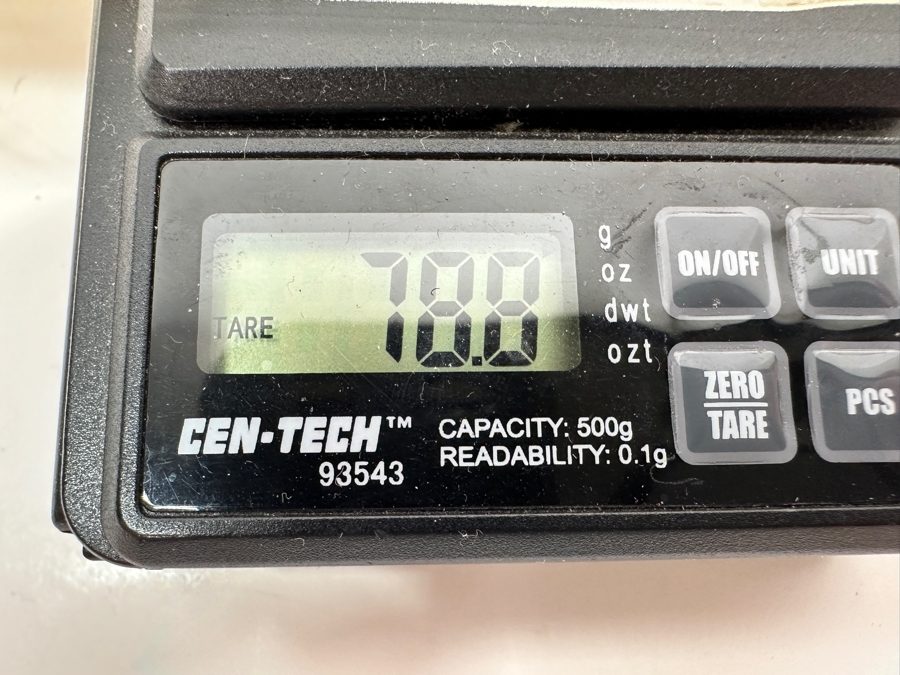 TARE 78.8
g
oz
dwt
ozt
ON/OFF
UNIT
ZERO
TARE
PCS
CEN-TECH™
93543
CAPACITY: 500g
READABILITY: 0.1g